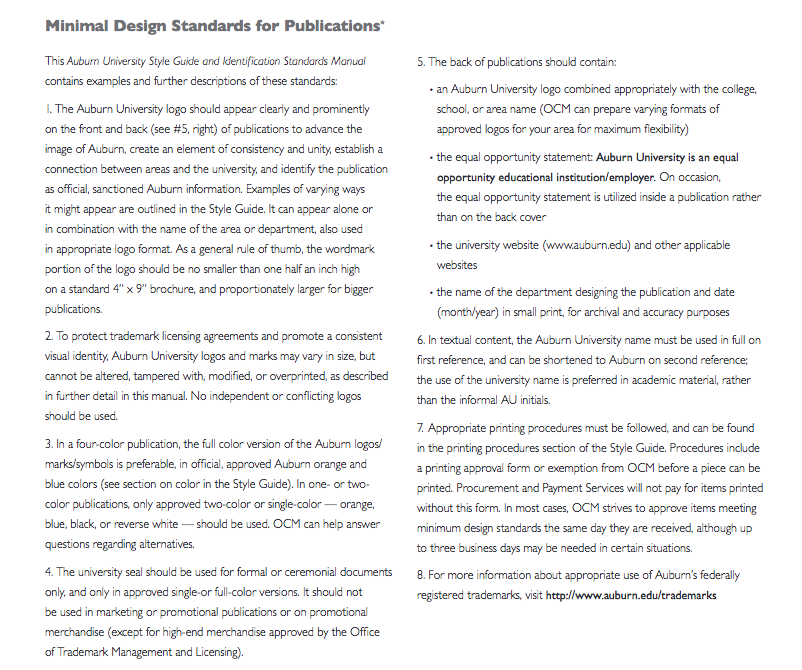 Minimal Design Standards for Publications*
This Auburn University Style Guide and Identification Standards Manual
contains examples and further descriptions of these standards:
1. The Auburn University logo should appear clearly and prominently
on the front and back (see #5, right) of publications to advance the
image of Auburn, create an element of consistency and unity, establish a
connection between areas and the university, and identify the publication
as official, sanctioned Auburn information. Examples of varying ways
it might appear are outlined in the Style Guide. It can appear alone or
in combination with the name of the area or department, also used
in appropriate logo format. As a general rule of thumb, the wordmark
portion of the logo should be no smaller than one half an inch high
on a standard 4" x 9" brochure, and proportionately larger for bigger
publications.
2. To protect trademark licensing agreements and promote a consistent
visual identity, Auburn University logos and marks may vary in size, but
cannot be altered, tampered with, modified, or overprinted, as described
in further detail in this manual. No independent or conflicting logos
should be used.
3. In a four-color publication, the full color version of the Auburn logos/
marks/symbols is preferable, in official, approved Auburn orange and
blue colors (see section on color in the Style Guide). In one- or two-
color publications, only approved two-color or single-color — orange,
blue, black, or reverse white — should be used. OCM can help answer
questions regarding alternatives.
4. The university seal should be used for formal or ceremonial documents
only, and only in approved single-or full-color versions. It should not
be used in marketing or promotional publications or on promotional
merchandise (except for high-end merchandise approved by the Office
of Trademark Management and Licensing).
5. The back of publications should contain:
• an Auburn University logo combined appropriately with the college,
school, or area name (OCM can prepare varying formats of
approved logos for your area for maximum flexibility)
• the equal opportunity statement: Auburn University is an equal
opportunity educational institution/employer. On occasion,
the equal opportunity statement is utilized inside a publication rather
than on the back cover
• the university website (www.auburn.edu) and other applicable
websites
• the name of the department designing the publication and date
(month/year) in small print, for archival and accuracy purposes
6. In textual content, the Auburn University name must be used in full on
first reference, and can be shortened to Auburn on second reference;
the use of the university name is preferred in academic material, rather
than the informal AU initials.
7. Appropriate printing procedures must be followed, and can be found
in the printing procedures section of the Style Guide. Procedures include
a printing approval form or exemption from OCM before a piece can be
printed. Procurement and Payment Services will not pay for items printed
without this form. In most cases, OCM strives to approve items meeting
minimum design standards the same day they are received, although up
to three business days may be needed in certain situations.
8. For more information about appropriate use of Auburn's federally
registered trademarks, visit http://www.auburn.edu/trademarks